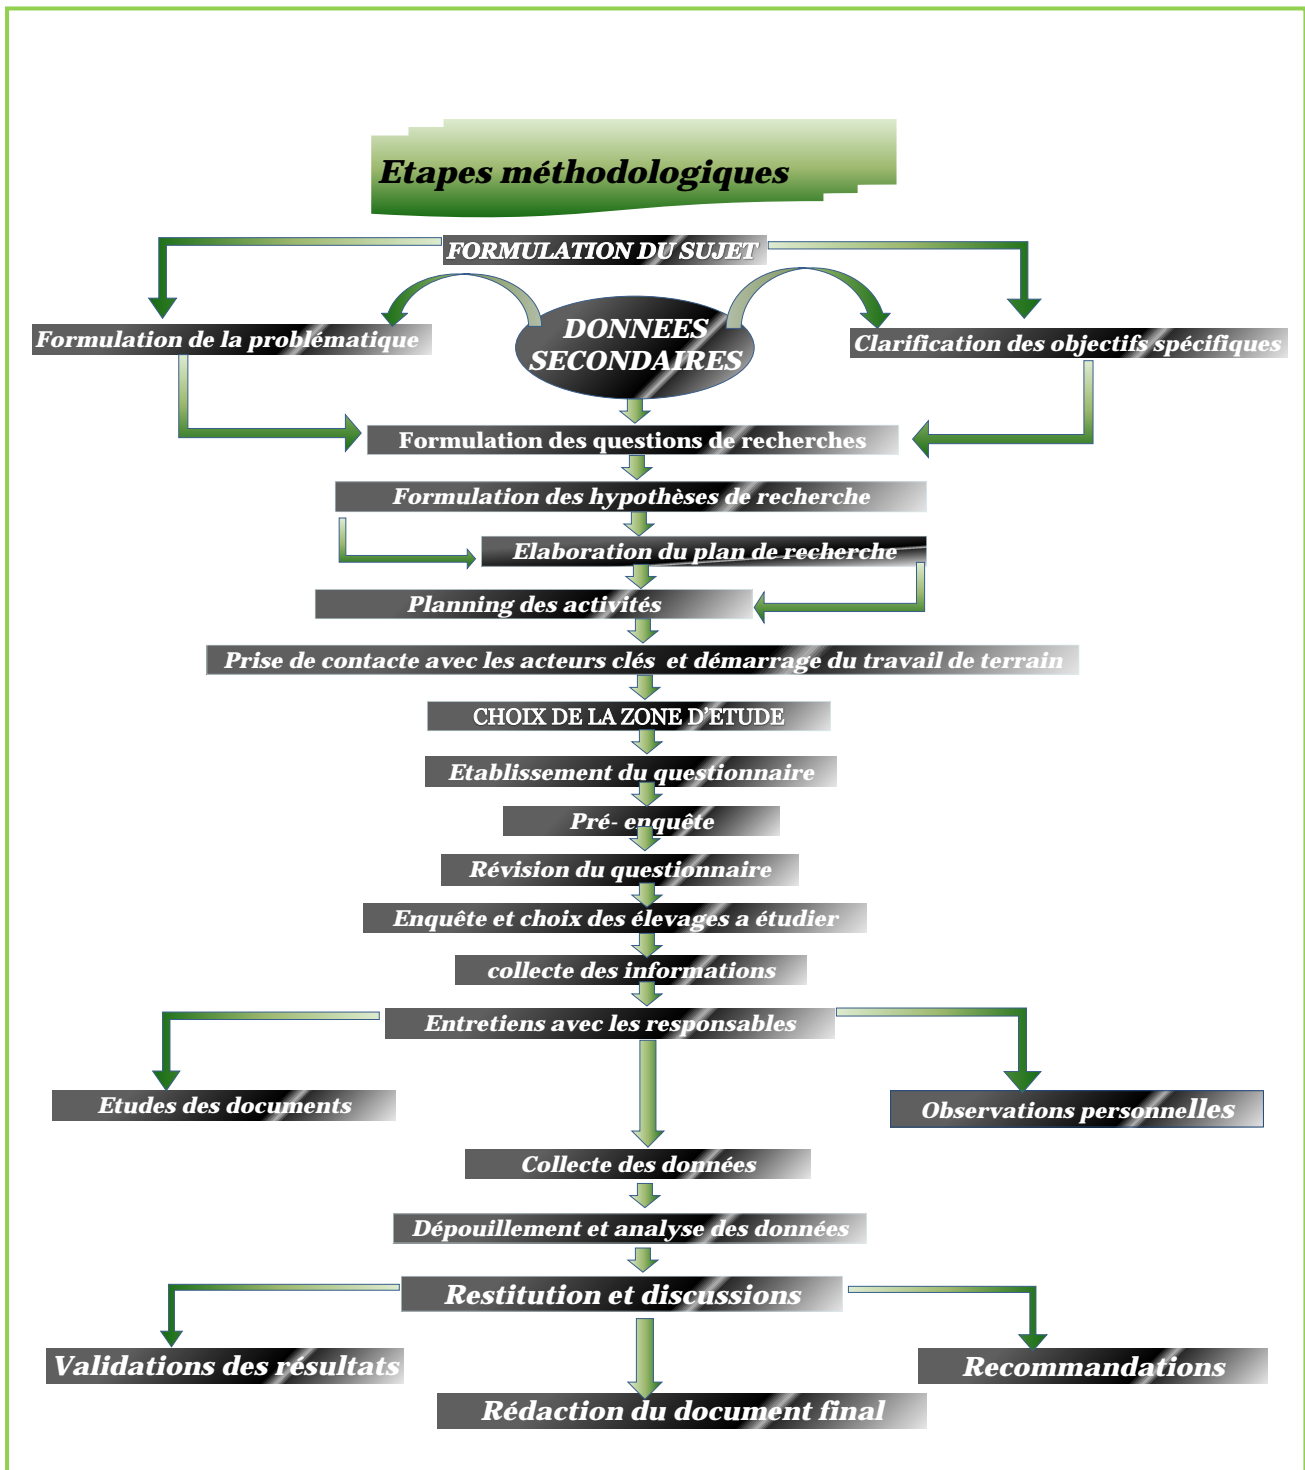 Etapes méthodologiques
FORMULATION DU SUJET
Formulation de la problématique
DONNEES
SECONDAIRES
Clarification des objectifs spécifiques
Formulation des questions de recherches
Formulation des hypothèses de recherche
Elaboration du plan de recherche
Planning des activités
Prise de contacte avec les acteurs clés et démarrage du travail de terrain
CHOIX DE LA ZONE D'ETUDE
Etablissement du questionnaire
Pré- enquête
Révision du questionnaire
Enquête et choix des élevages a étudier
collecte des informations
Entretiens avec les responsables
Etudes des documents
Observations personnelles
Collecte des données
Dépouillement et analyse des données
Restitution et discussions
Validations des résultats
Recommandations
Rédaction du document final